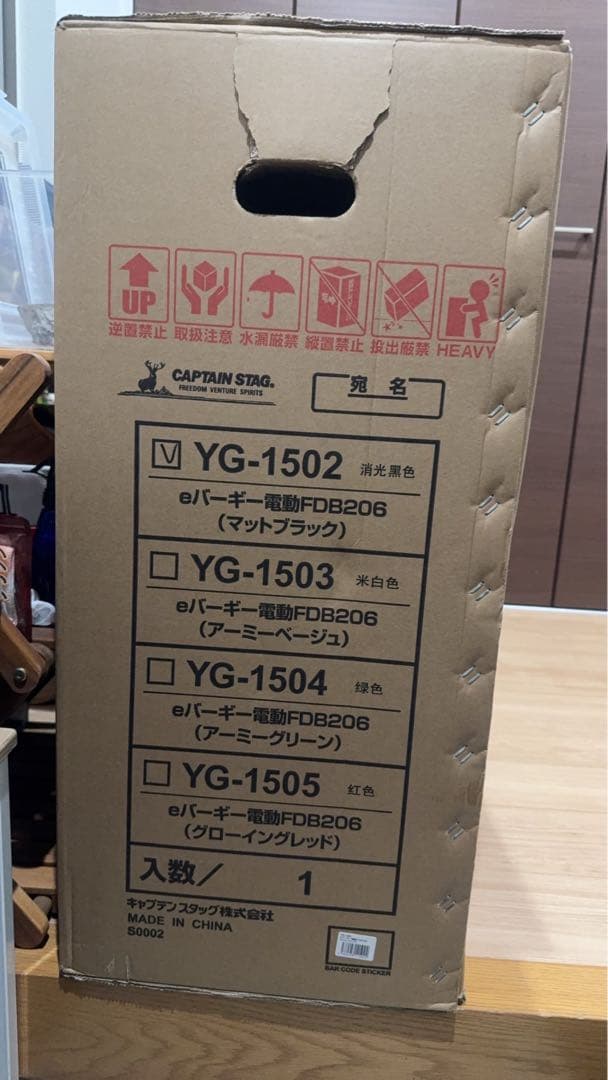 UP
逆置禁止 取扱注意 水漏厳禁 縦置禁止 投出厳禁 HEAVY
CAPTAIN STAG®
FREEDOM VENTURE SPIRITS
宛 名
YG-1502 消光黑色
eバーギー電動FDB206
(マットブラック)
YG-1503 米白色
eバーギー電動FDB206
(アーミーベージュ)
YG-1504 绿色
eバーギー電動FDB206
(アーミーグリーン)
YG-1505 红色
eバーギー電動FDB206
(グローイングレッド)
入数/ 1
キャプテンスタッグ株式会社
MADE IN CHINA
S0002
BAR CODE STICKER